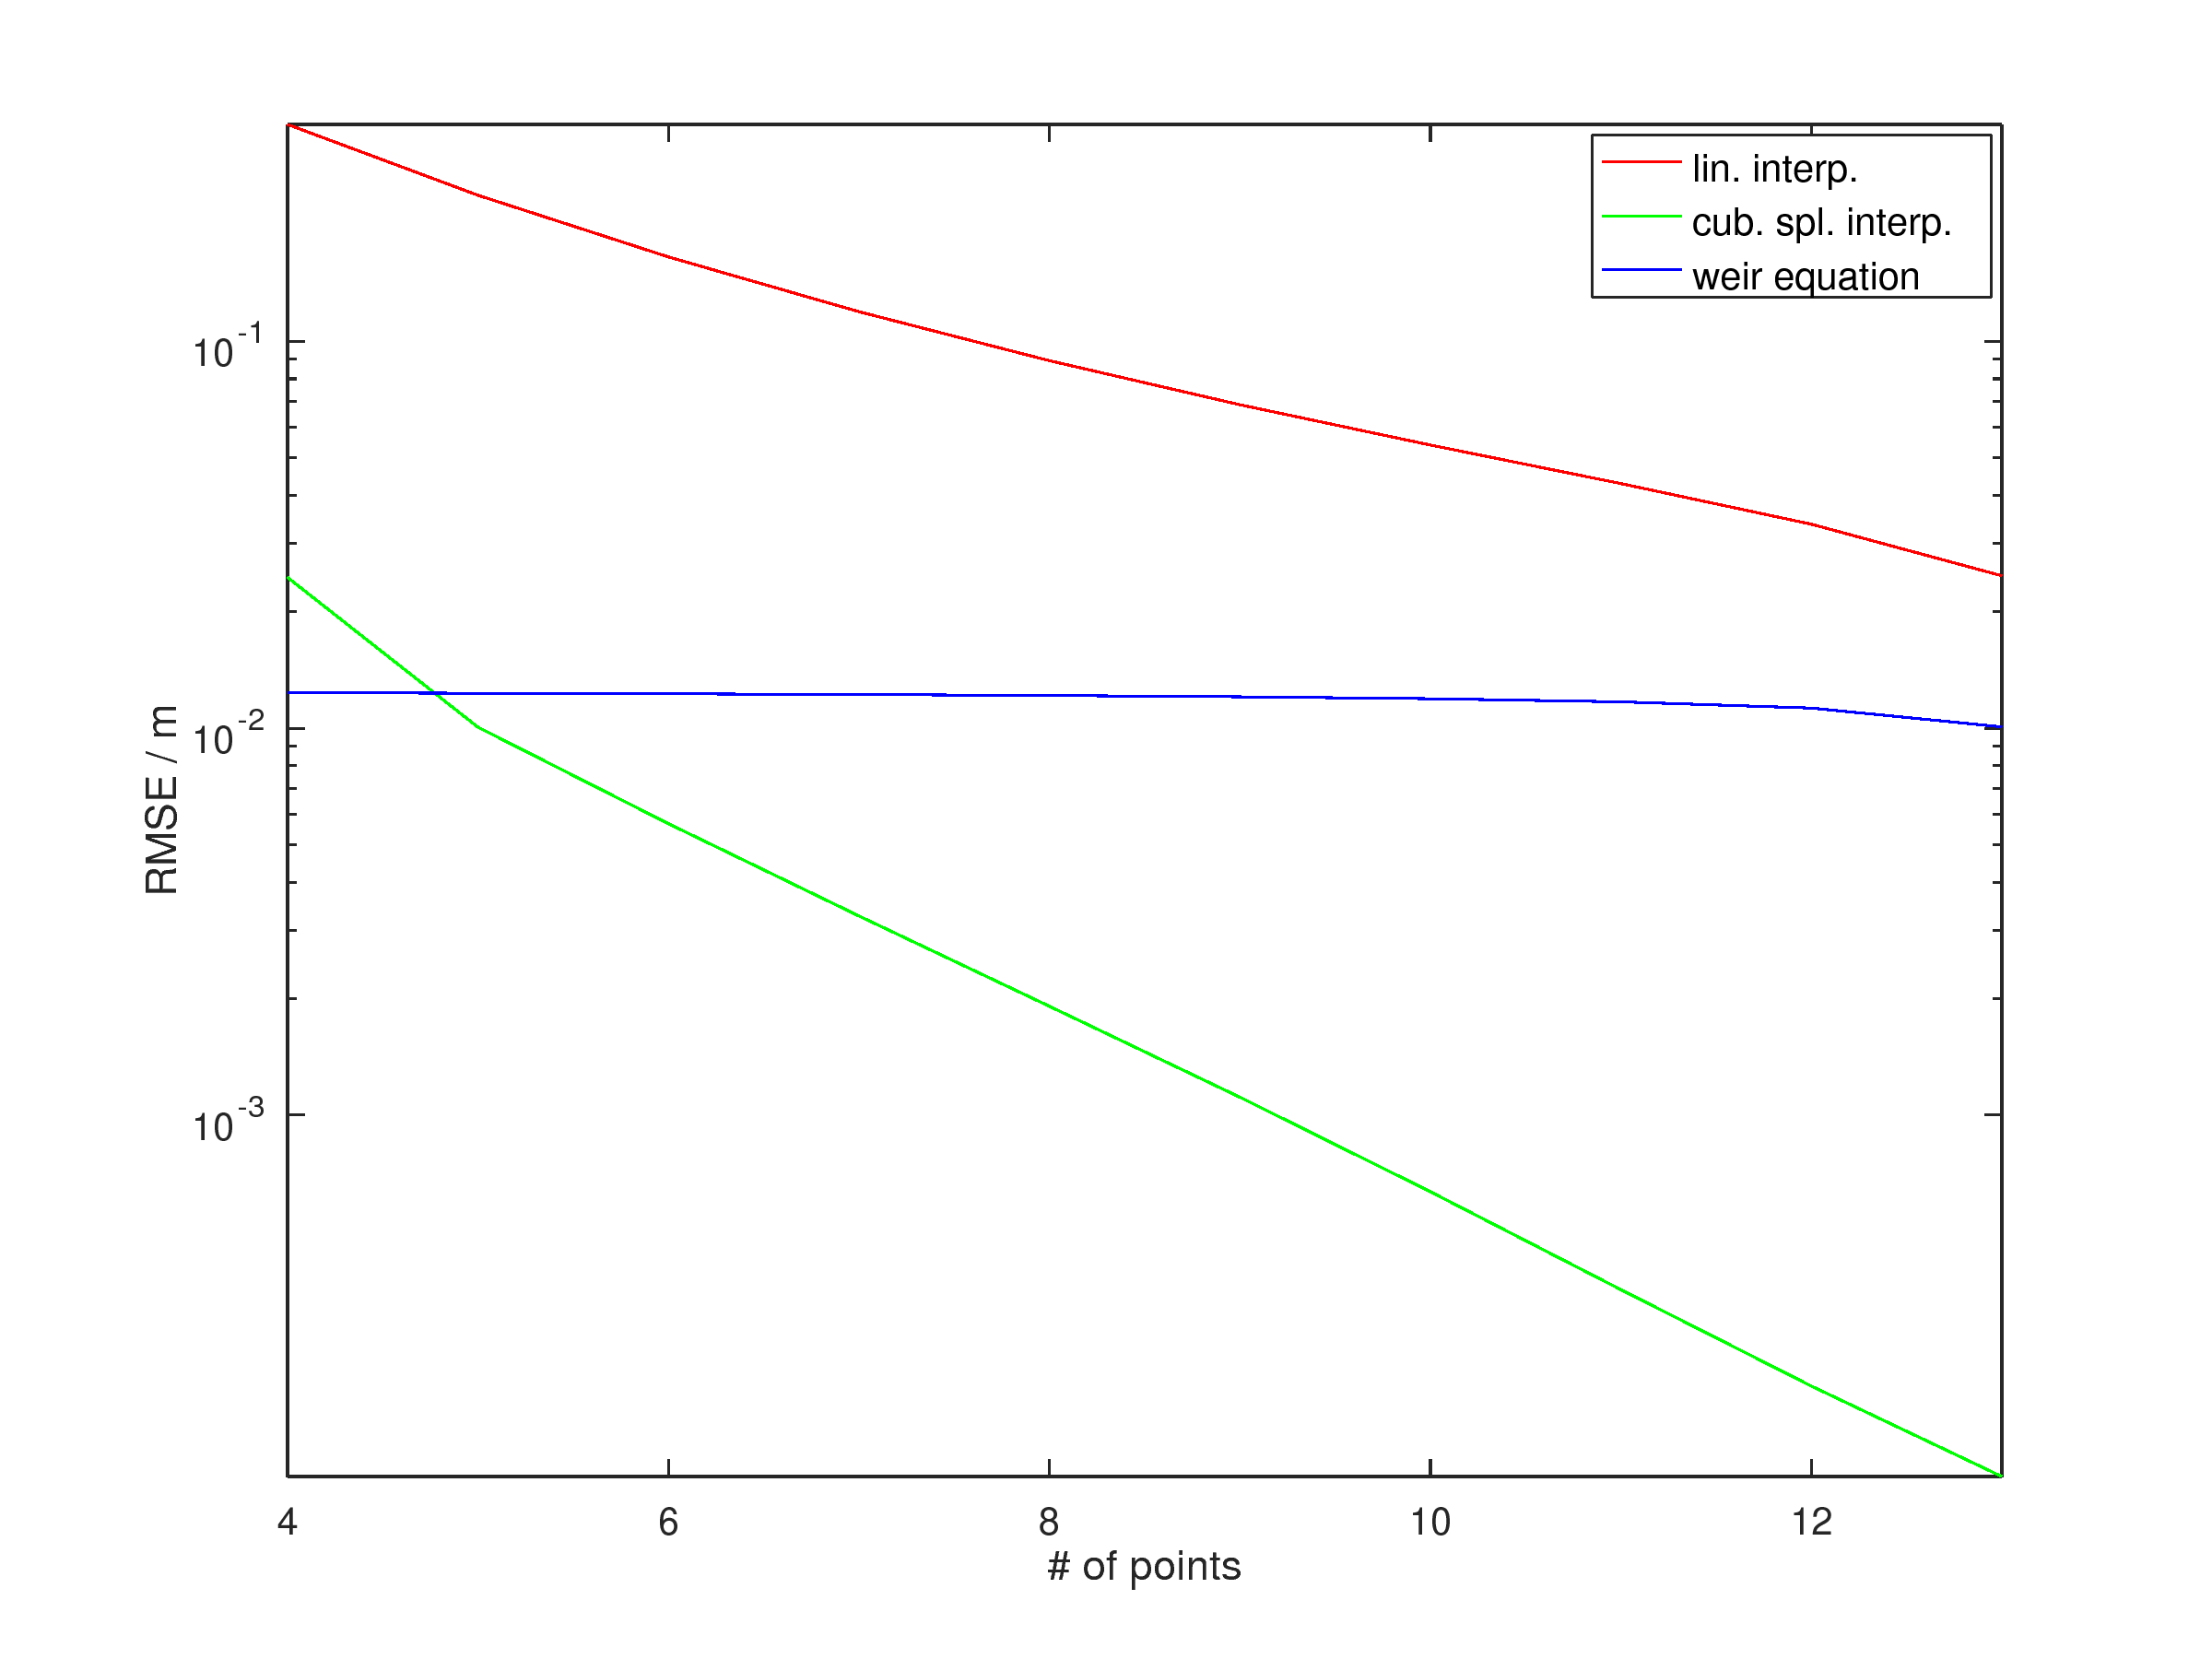 lin. interp.
cub. spl. interp.
weir equation
10-1
10-2
10-3
RMSE / m
4 6 8 10 12
# of points